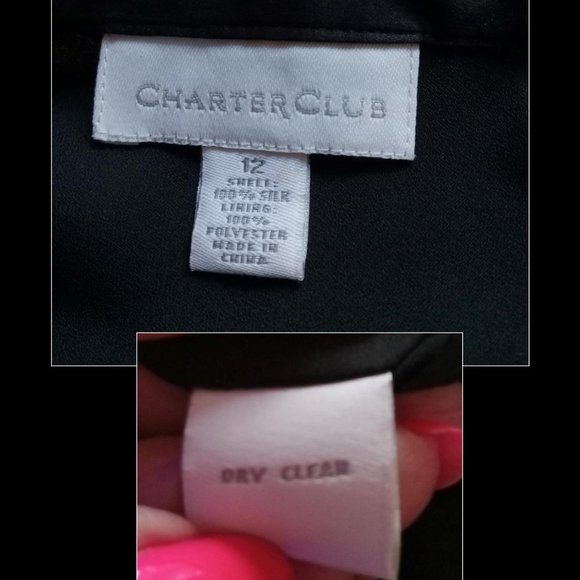 CHARTER CLUB
12
SHELL:
100% SILK
LINING:
100%
POLYESTER
MADE IN
CHINA
DRY CLEAN